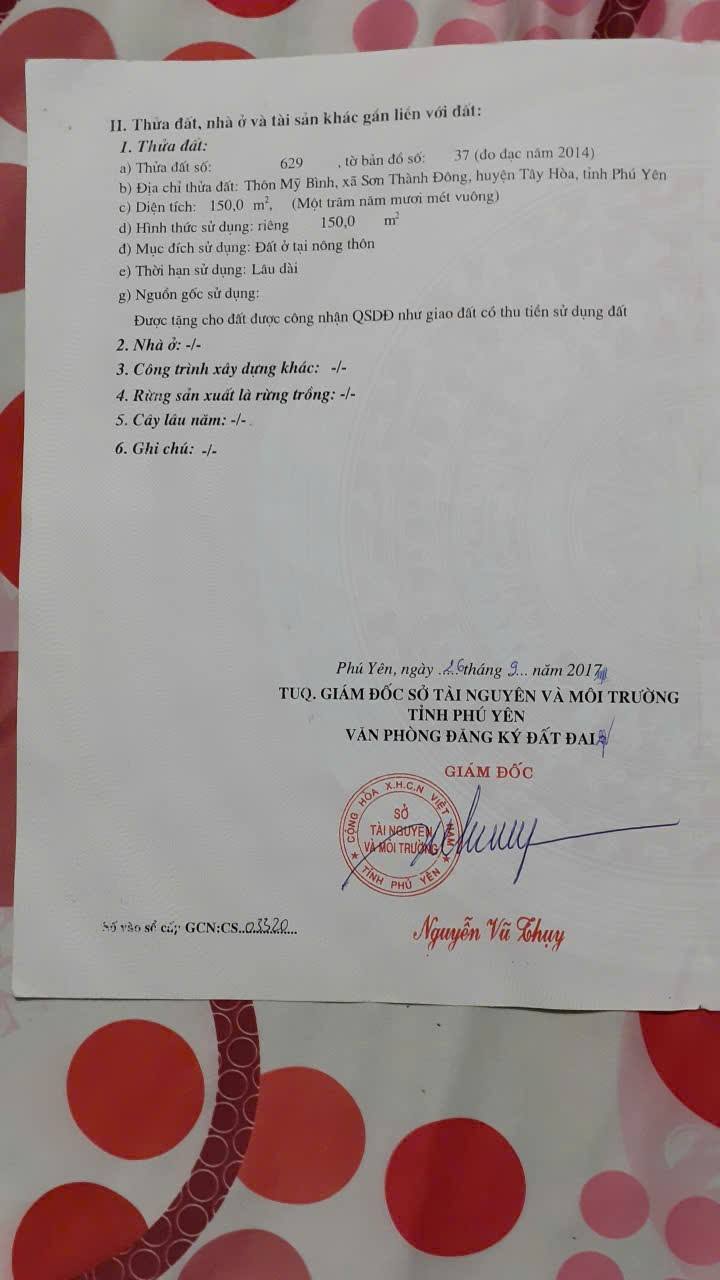 II. Thửa đất, nhà ở và tài sản khác gắn liền với đất:
1. Thửa đất:
a) Thửa đất số: 629 , tờ bản đồ số: 37 (đo đạc năm 2014)
b) Địa chỉ thửa đất: Thôn Mỹ Bình, xã Sơn Thành Đông, huyện Tây Hòa, tỉnh Phú Yên
c) Diện tích: 150,0 m², (Một trăm năm mươi mét vuông)
d) Hình thức sử dụng: riêng 150,0 m²
đ) Mục đích sử dụng: Đất ở tại nông thôn
e) Thời hạn sử dụng: Lâu dài
g) Nguồn gốc sử dụng:
Được tặng cho đất được công nhận QSDĐ như giao đất có thu tiền sử dụng đất
2. Nhà ở: -/-
3. Công trình xây dựng khác: -/-
4. Rừng sản xuất là rừng trồng: -/-
5. Cây lâu năm: -/-
6. Ghi chú: -/-
Phú Yên, ngày 26 tháng 9 năm 2017
TUQ. GIÁM ĐỐC SỞ TÀI NGUYÊN VÀ MÔI TRƯỜNG
TỈNH PHÚ YÊN
VĂN PHÒNG ĐĂNG KÝ ĐẤT ĐAI
GIÁM ĐỐC
CỘNG HÒA X.H.C.N VIỆT NAM
SỞ
TÀI NGUYÊN
VÀ MÔI TRƯỜNG
TỈNH PHÚ YÊN
Số vào sổ cấp GCN:CS..03320...
Nguyễn Vũ Thụy